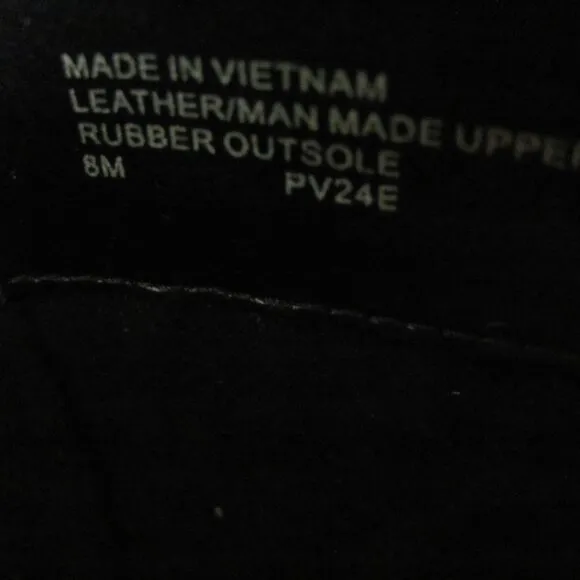 MADE IN VIETNAM
LEATHER/MAN MADE UPPER
RUBBER OUTSOLE
8M PV24E